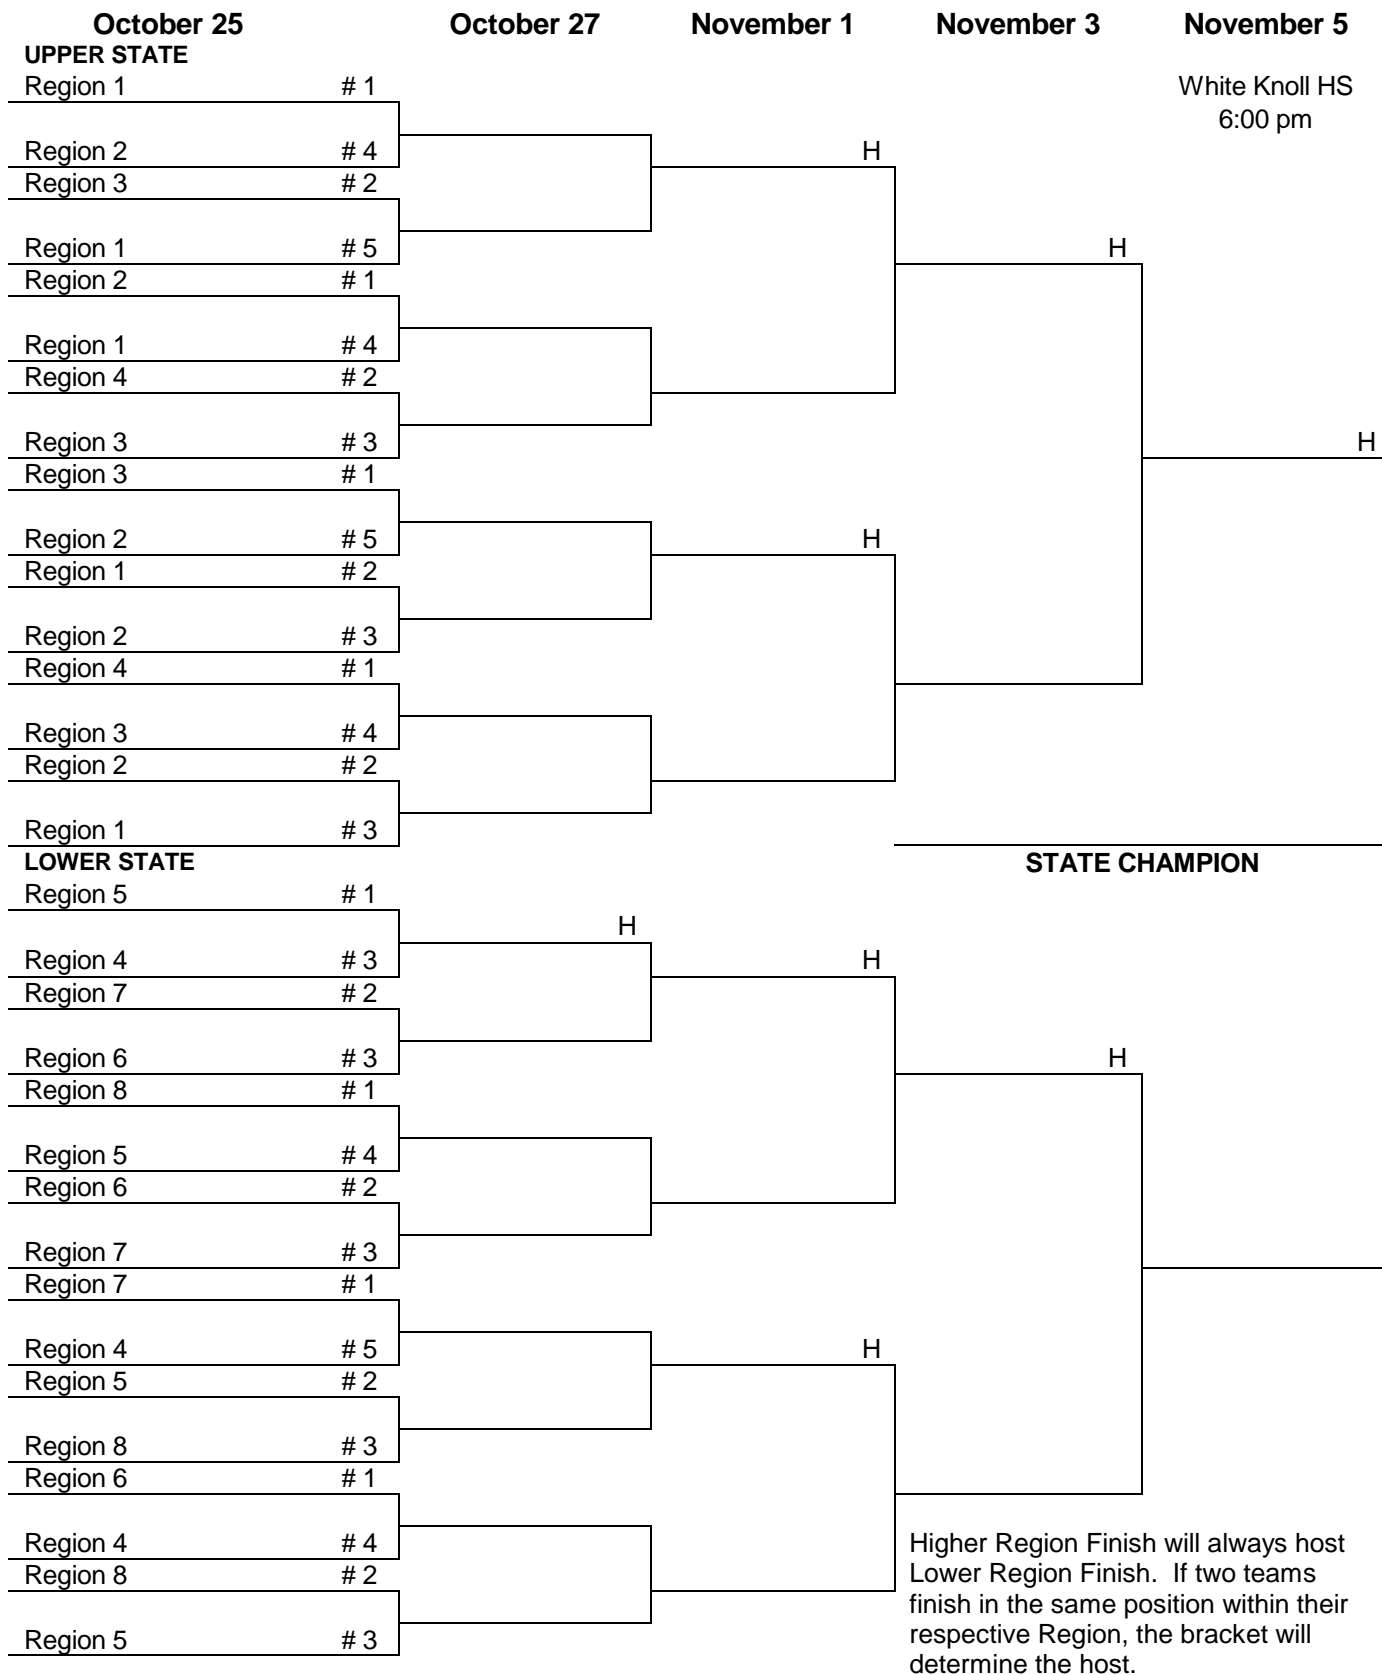 October 25 October 27 November 1 November 3 November 5
UPPER STATE
Region 1 # 1 White Knoll HS
6:00 pm
Region 2 # 4 H
Region 3 # 2
Region 1 # 5 H
Region 2 # 1
Region 1 # 4
Region 4 # 2
Region 3 # 3 H
Region 3 # 1
Region 2 # 5 H
Region 1 # 2
Region 2 # 3
Region 4 # 1
Region 3 # 4
Region 2 # 2
Region 1 # 3
LOWER STATE STATE CHAMPION
Region 5 # 1
H
Region 4 # 3 H
Region 7 # 2
Region 6 # 3 H
Region 8 # 1
Region 5 # 4
Region 6 # 2
Region 7 # 3
Region 7 # 1
Region 4 # 5 H
Region 5 # 2
Region 8 # 3
Region 6 # 1
Region 4 # 4
Region 8 # 2
Region 5 # 3
Higher Region Finish will always host
Lower Region Finish. If two teams
finish in the same position within their
respective Region, the bracket will
determine the host.